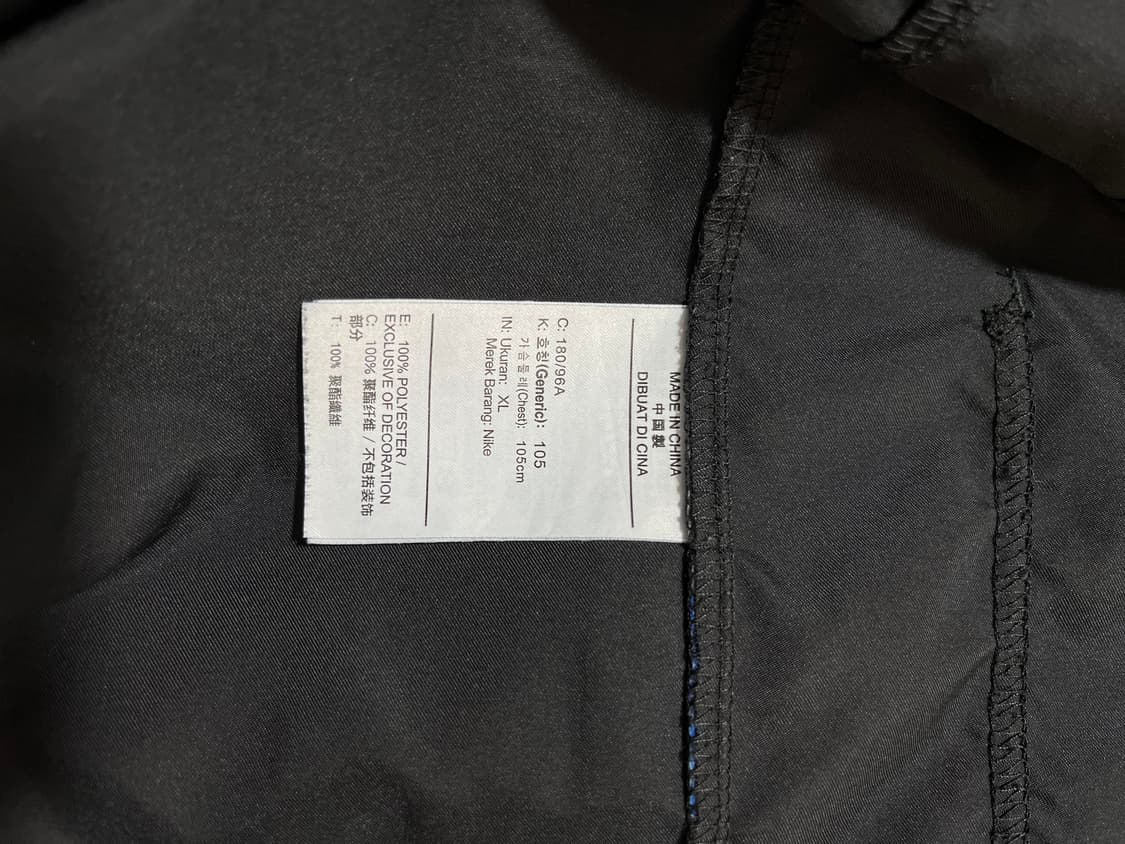 MADE IN CHINA
中国製
DIBUAT DI CINA
C: 180/96A
K: 호칭(Generic): 105
가슴둘레(Chest): 105cm
IN: Ukuran: XL
Merek Barang: Nike
E: 100% POLYESTER /
EXCLUSIVE OF DECORATION
C: 100% 聚酯纤维 / 不包括装饰
部分
T: 100% 聚酯纖維